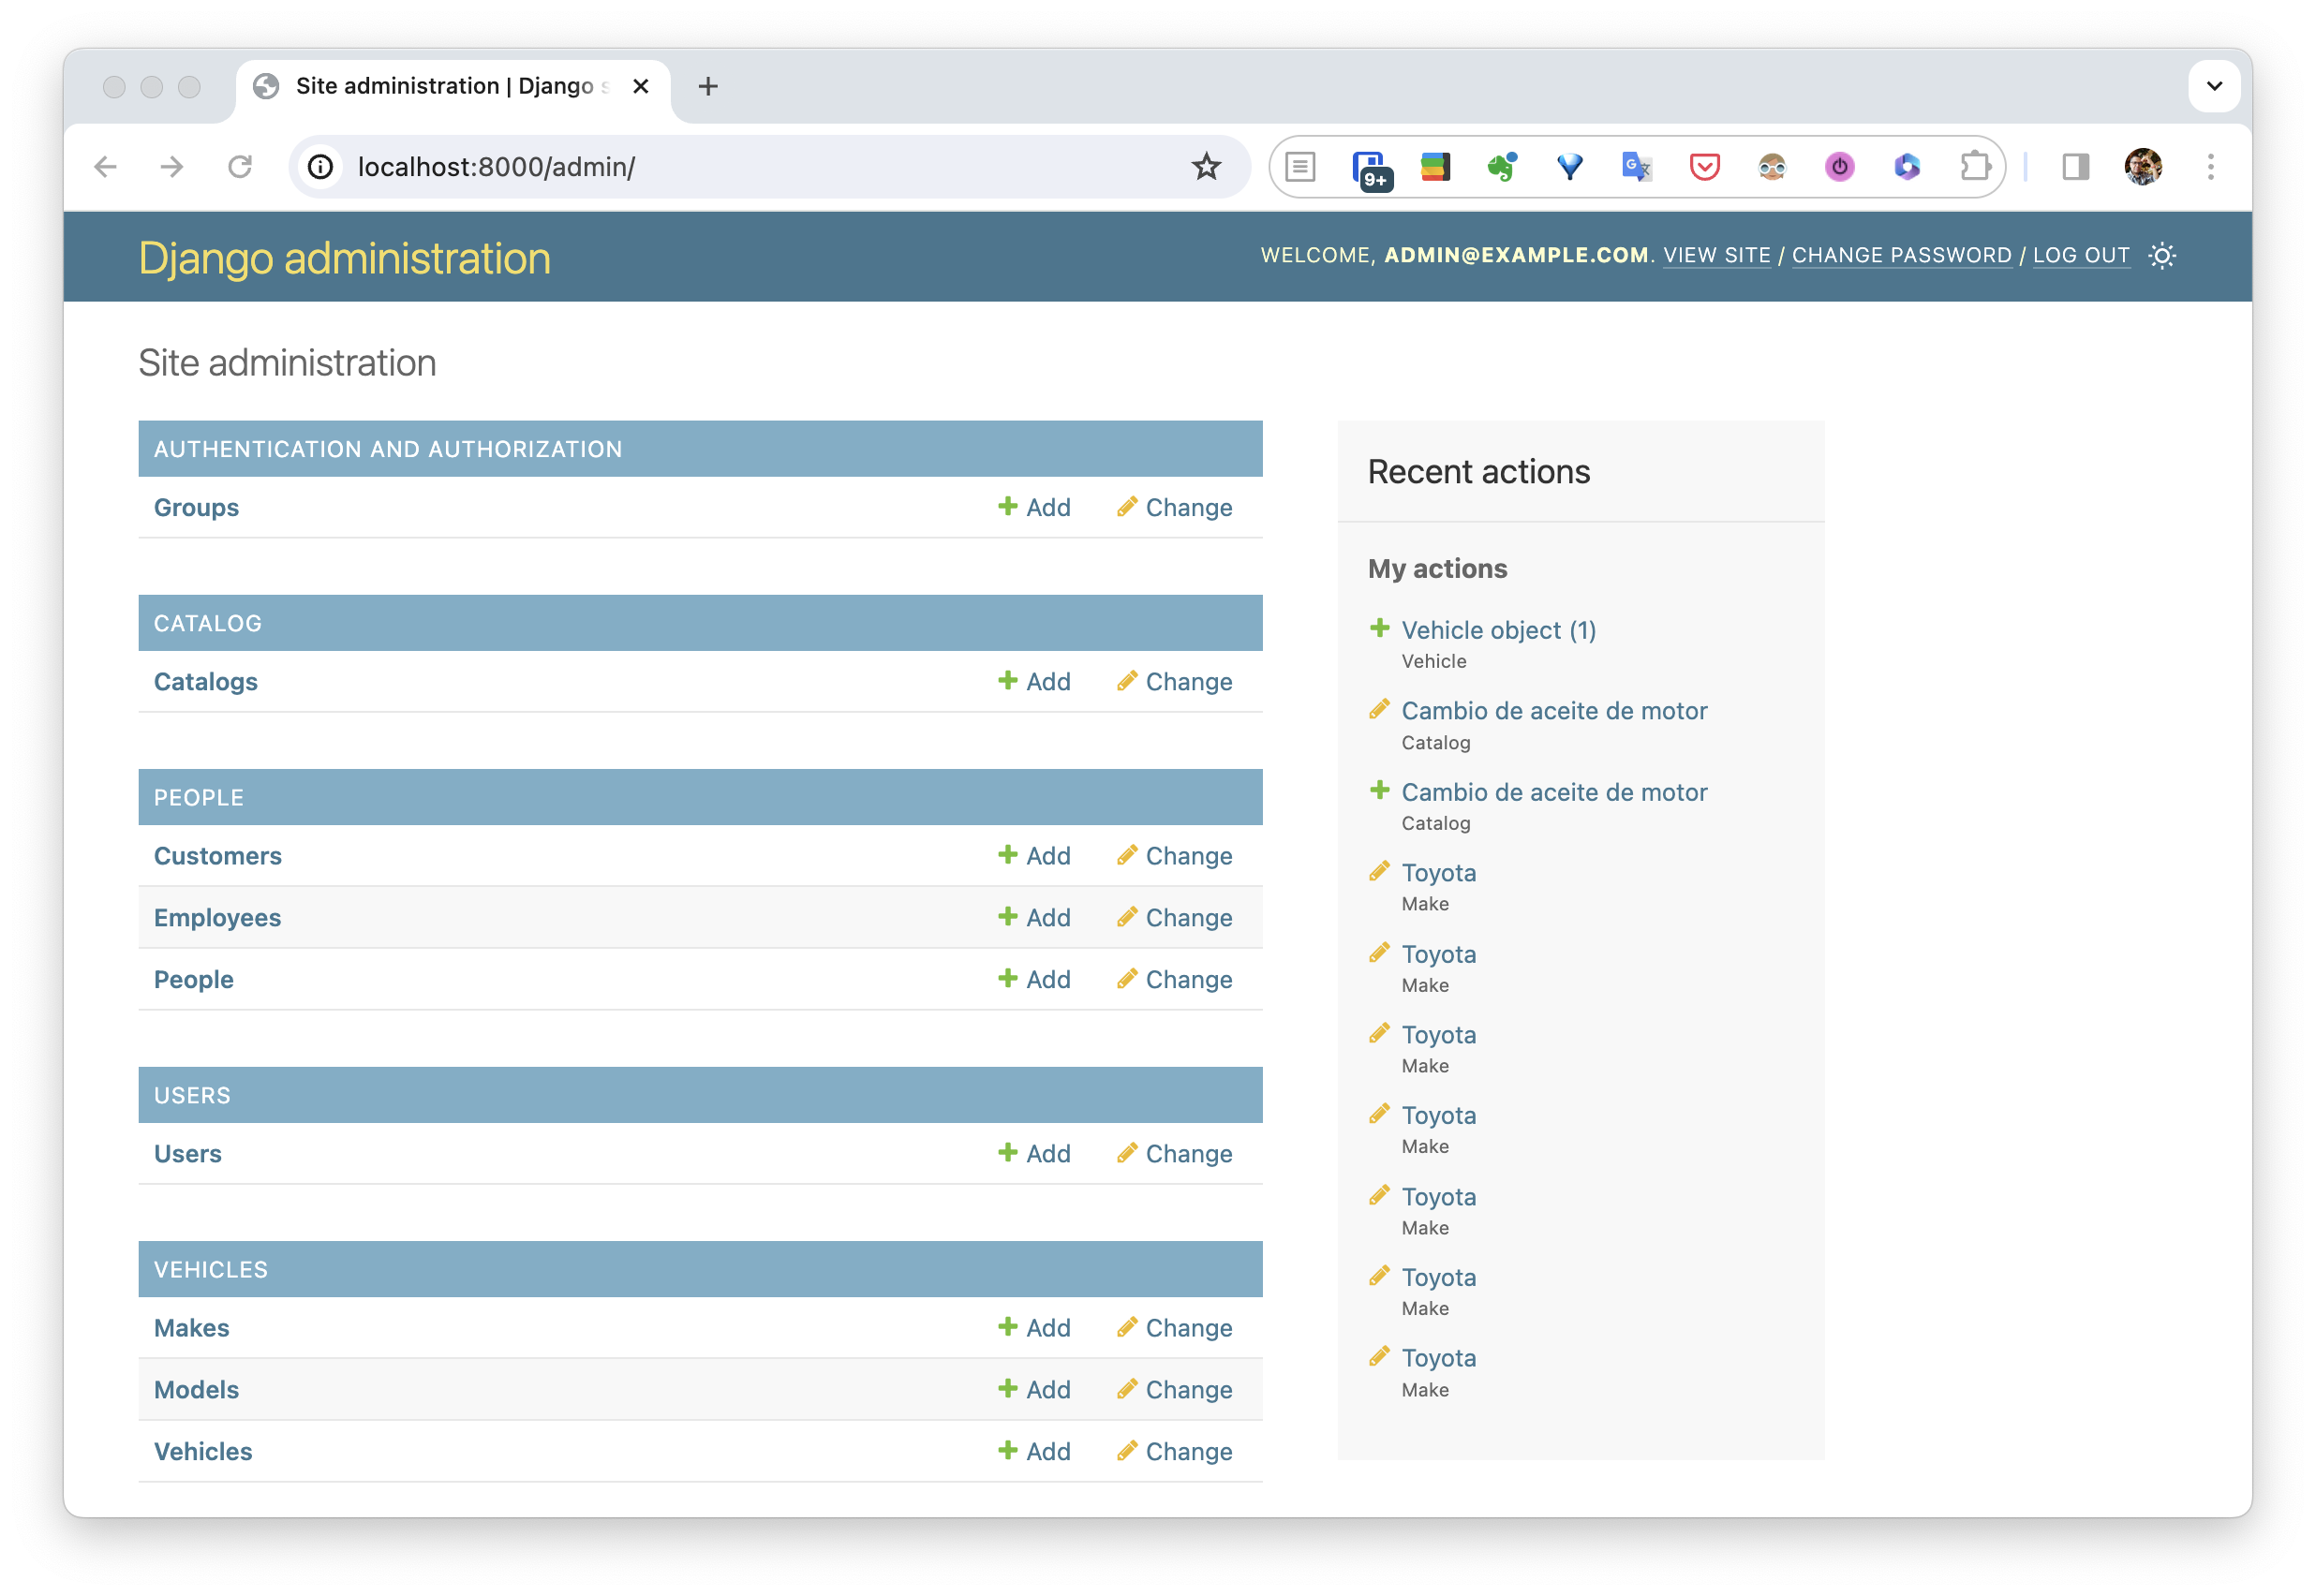 Site administration | Django s
localhost:8000/admin/
9+
G
Django administration
WELCOME, ADMIN@EXAMPLE.COM. VIEW SITE / CHANGE PASSWORD / LOG OUT
Site administration
AUTHENTICATION AND AUTHORIZATION
Groups Add Change
CATALOG
Catalogs Add Change
PEOPLE
Customers Add Change
Employees Add Change
People Add Change
USERS
Users Add Change
VEHICLES
Makes Add Change
Models Add Change
Vehicles Add Change
Recent actions
My actions
Vehicle object (1)
Vehicle
Cambio de aceite de motor
Catalog
Cambio de aceite de motor
Catalog
Toyota
Make
Toyota
Make
Toyota
Make
Toyota
Make
Toyota
Make
Toyota
Make
Toyota
Make